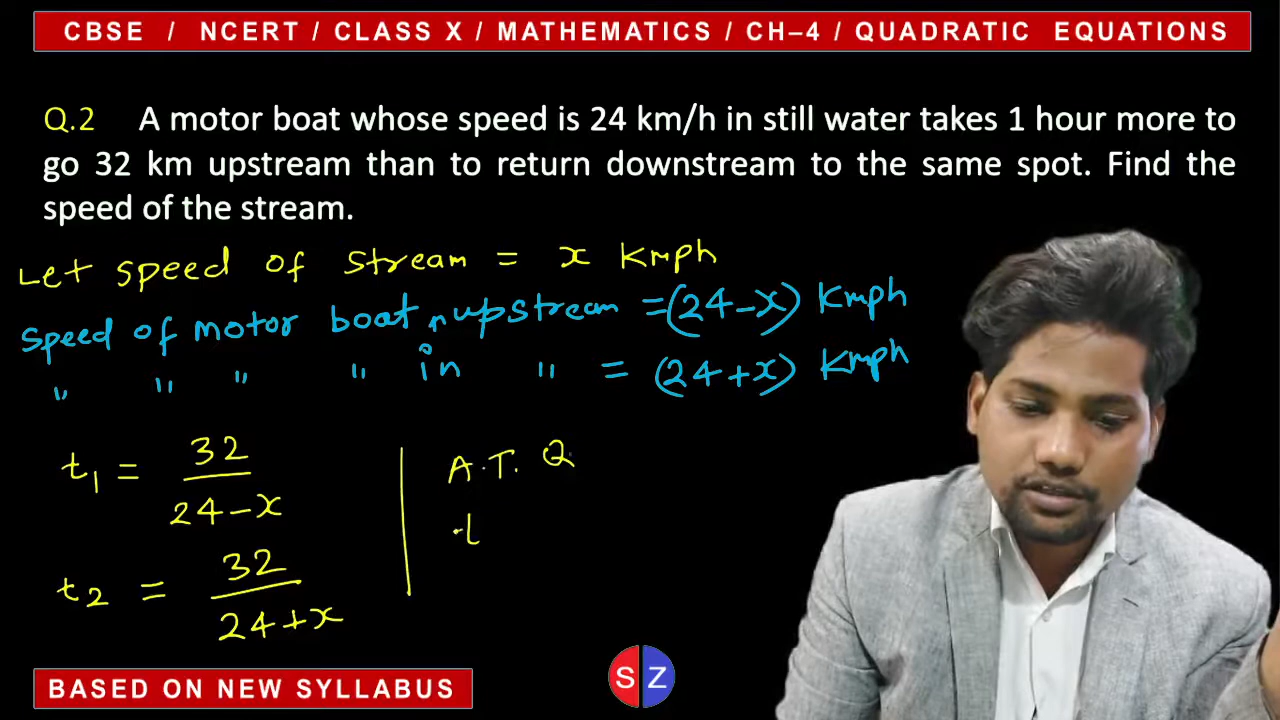 CBSE / NCERT / CLASS X / MATHEMATICS / CH–4 / QUADRATIC EQUATIONS
Q.2 A motor boat whose speed is 24 km/h in still water takes 1 hour more to
go 32 km upstream than to return downstream to the same spot. Find the
speed of the stream.
Let speed of stream = x Kmph
Speed of motor boat in upstream = (24-x) Kmph
" " " " in " = (24+x) Kmph
t1 = 32/24-x
t2 = 32/24+x
A.T.Q
t
BASED ON NEW SYLLABUS
S Z